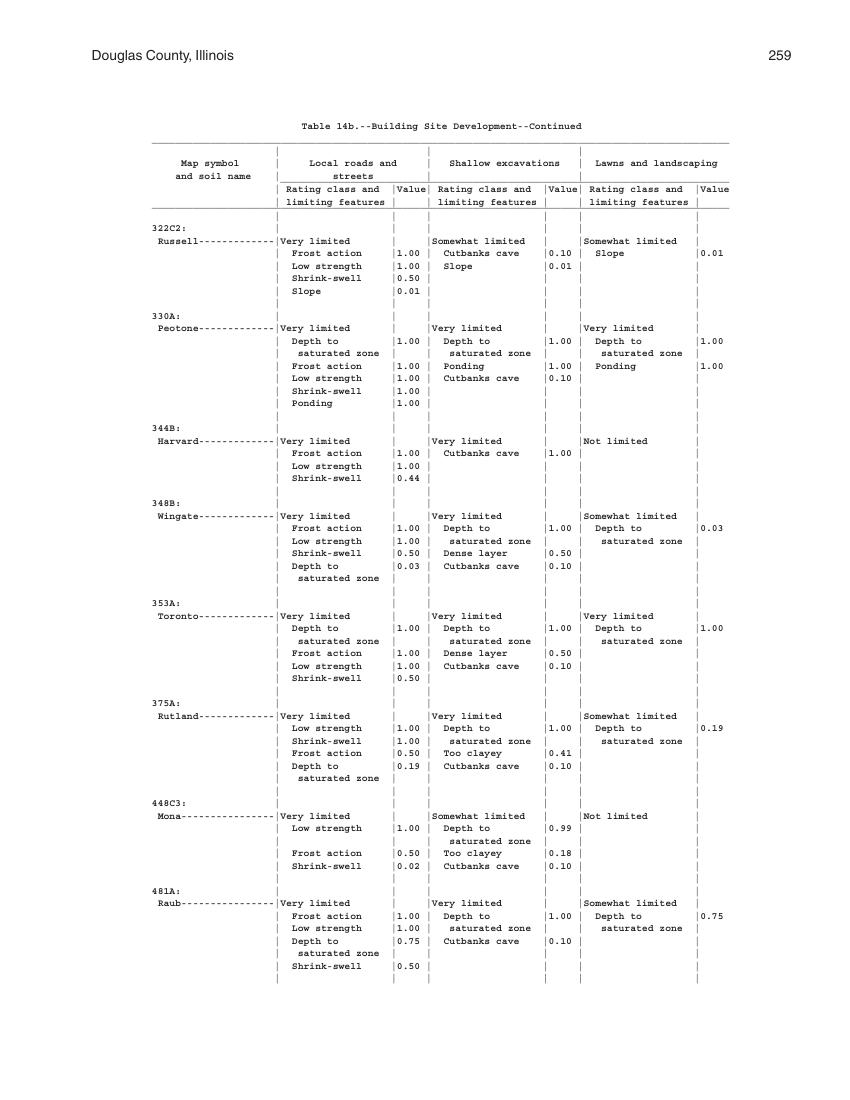 Douglas County, Illinois 259
Table 14b.--Building Site Development--Continued
Map symbol | Local roads and | Shallow excavations | Lawns and landscaping
and soil name | streets | |
| Rating class and |Value| Rating class and |Value| Rating class and |Value
| limiting features | | limiting features | | limiting features |
322C2:
Russell-------------|Very limited | |Somewhat limited | |Somewhat limited |
| Frost action |1.00 | Cutbanks cave |0.10 | Slope |0.01
| Low strength |1.00 | Slope |0.01 | |
| Shrink-swell |0.50 | | | |
| Slope |0.01 | | | |
330A:
Peotone-------------|Very limited | |Very limited | |Very limited |
| Depth to |1.00 | Depth to |1.00 | Depth to |1.00
| saturated zone | | saturated zone | | saturated zone |
| Frost action |1.00 | Ponding |1.00 | Ponding |1.00
| Low strength |1.00 | Cutbanks cave |0.10 | |
| Shrink-swell |1.00 | | | |
| Ponding |1.00 | | | |
344B:
Harvard-------------|Very limited | |Very limited | |Not limited |
| Frost action |1.00 | Cutbanks cave |1.00 | |
| Low strength |1.00 | | | |
| Shrink-swell |0.44 | | | |
348B:
Wingate-------------|Very limited | |Very limited | |Somewhat limited |
| Frost action |1.00 | Depth to |1.00 | Depth to |0.03
| Low strength |1.00 | saturated zone | | saturated zone |
| Shrink-swell |0.50 | Dense layer |0.50 | |
| Depth to |0.03 | Cutbanks cave |0.10 | |
| saturated zone | | | | |
353A:
Toronto-------------|Very limited | |Very limited | |Very limited |
| Depth to |1.00 | Depth to |1.00 | Depth to |1.00
| saturated zone | | saturated zone | | saturated zone |
| Frost action |1.00 | Dense layer |0.50 | |
| Low strength |1.00 | Cutbanks cave |0.10 | |
| Shrink-swell |0.50 | | | |
375A:
Rutland-------------|Very limited | |Very limited | |Somewhat limited |
| Low strength |1.00 | Depth to |1.00 | Depth to |0.19
| Shrink-swell |1.00 | saturated zone | | saturated zone |
| Frost action |0.50 | Too clayey |0.41 | |
| Depth to |0.19 | Cutbanks cave |0.10 | |
| saturated zone | | | | |
448C3:
Mona----------------|Very limited | |Somewhat limited | |Not limited |
| Low strength |1.00 | Depth to |0.99 | |
| | | saturated zone | | |
| Frost action |0.50 | Too clayey |0.18 | |
| Shrink-swell |0.02 | Cutbanks cave |0.10 | |
481A:
Raub----------------|Very limited | |Very limited | |Somewhat limited |
| Frost action |1.00 | Depth to |1.00 | Depth to |0.75
| Low strength |1.00 | saturated zone | | saturated zone |
| Depth to |0.75 | Cutbanks cave |0.10 | |
| saturated zone | | | | |
| Shrink-swell |0.50 | | | |